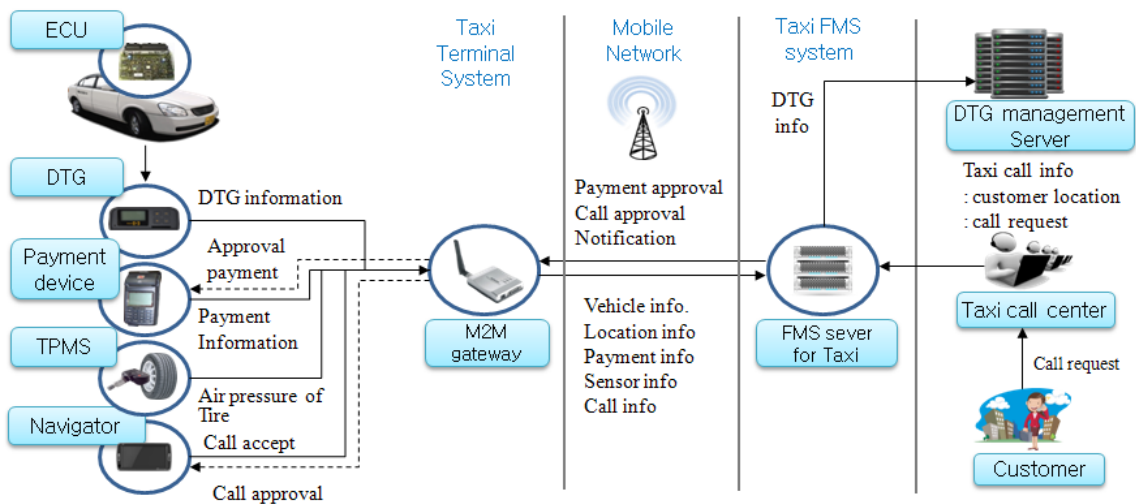 ECU
Taxi
Terminal
System
Mobile
Network
Taxi FMS
system
DTG
info
DTG management
Server
DTG
DTG information
Taxi call info
: customer location
: call request
Payment approval
Call approval
Notification
Payment
device
Approval
payment
Payment
Information
M2M
gateway
Vehicle info.
Location info
Payment info
Sensor info
Call info
FMS sever
for Taxi
Taxi call center
Call request
TPMS
Air pressure of
Tire
Navigator
Call accept
Call approval
Customer